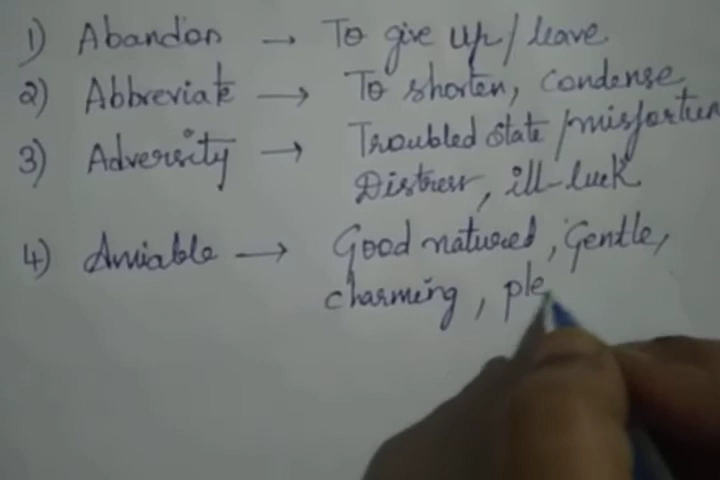 1) Abandon → To give up/leave
2) Abbreviate → To shorten, condense
3) Adversity → Troubled state/misfortun
Distress, ill-luck
4) Amiable → Good natured, Gentle,
charming, ple